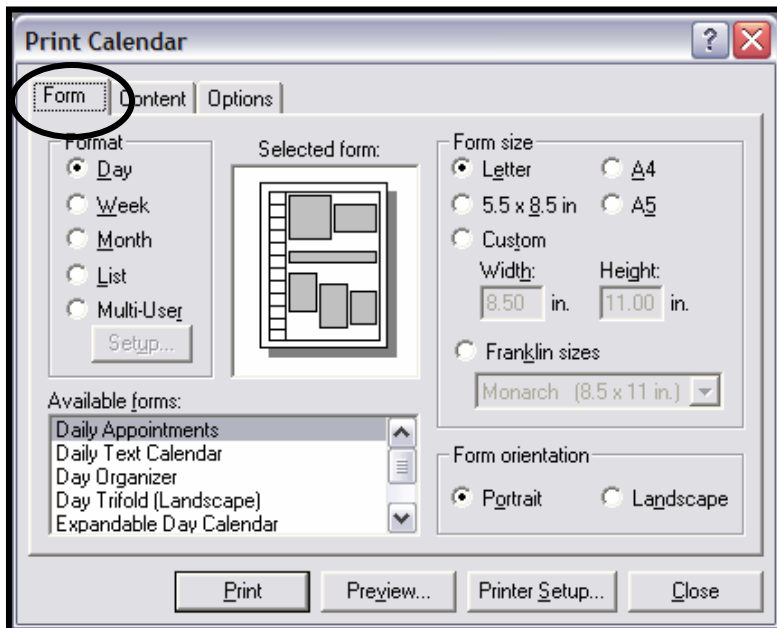 Print Calendar
?
Form Content Options
Format
Day
Week
Month
List
Multi-User
Setup...
Selected form:
Form size
Letter A4
5.5 x 8.5 in A5
Custom
Width: Height:
8.50 in. 11.00 in.
Franklin sizes
Monarch (8.5 x 11 in.)
Available forms:
Daily Appointments
Daily Text Calendar
Day Organizer
Day Trifold (Landscape)
Expandable Day Calendar
Form orientation
Portrait Landscape
Print Preview... Printer Setup... Close